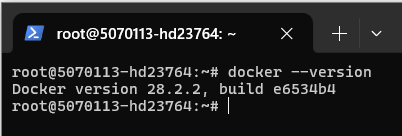 root@5070113-hd23764: ~
root@5070113-hd23764:~# docker --version
Docker version 28.2.2, build e6534b4
root@5070113-hd23764:~#